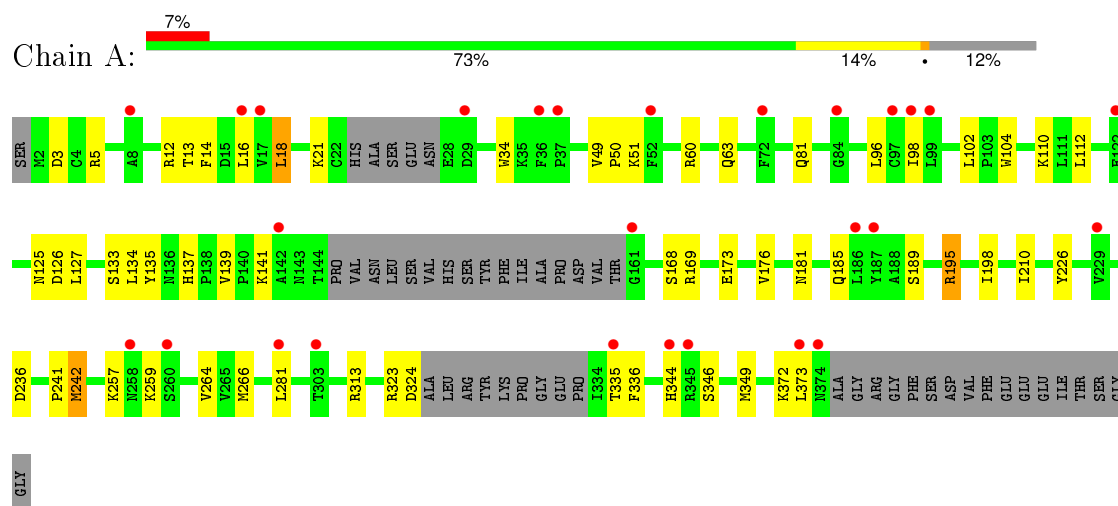 7%
Chain A:
73% 14% • 12%
SER M2 D3 C4 R5 A8 R12 T13 F14 D15 L16 V17 L18 K21 C22 HIS ALA SER GLU ASN E28 D29 W34 K35 F36 P37 V49 P50 K51 F52 R60 Q63 F72 Q81 G84 L96 G97 I98 L99 L102 P103 W104 K110 L111 L112
N125 D126 L127 S133 L134 Y135 N136 H137 P138 V139 P140 K141 A142 N143 T144 PRO VAL ASN LEU SER VAL HIS SER TYR PHE ILE ALA PRO ASP VAL THR G161 S168 R169 E173 V176 N181 Q185 L186 Y187 A188 S189 R195 I198 I210 Y226 V229
D236 P241 M242 K257 N258 K259 S260 V264 V265 M266 L281 T303 R313 R323 D324 ALA LEU ARG TYR LYS PRO GLY GLU PRO I334 T335 F336 H344 R345 S346 M349 K372 L373 N374 ALA GLY ARG GLY PHE SER ASP VAL PHE GLU GLU GLU ILE THR SER GLY
GLY